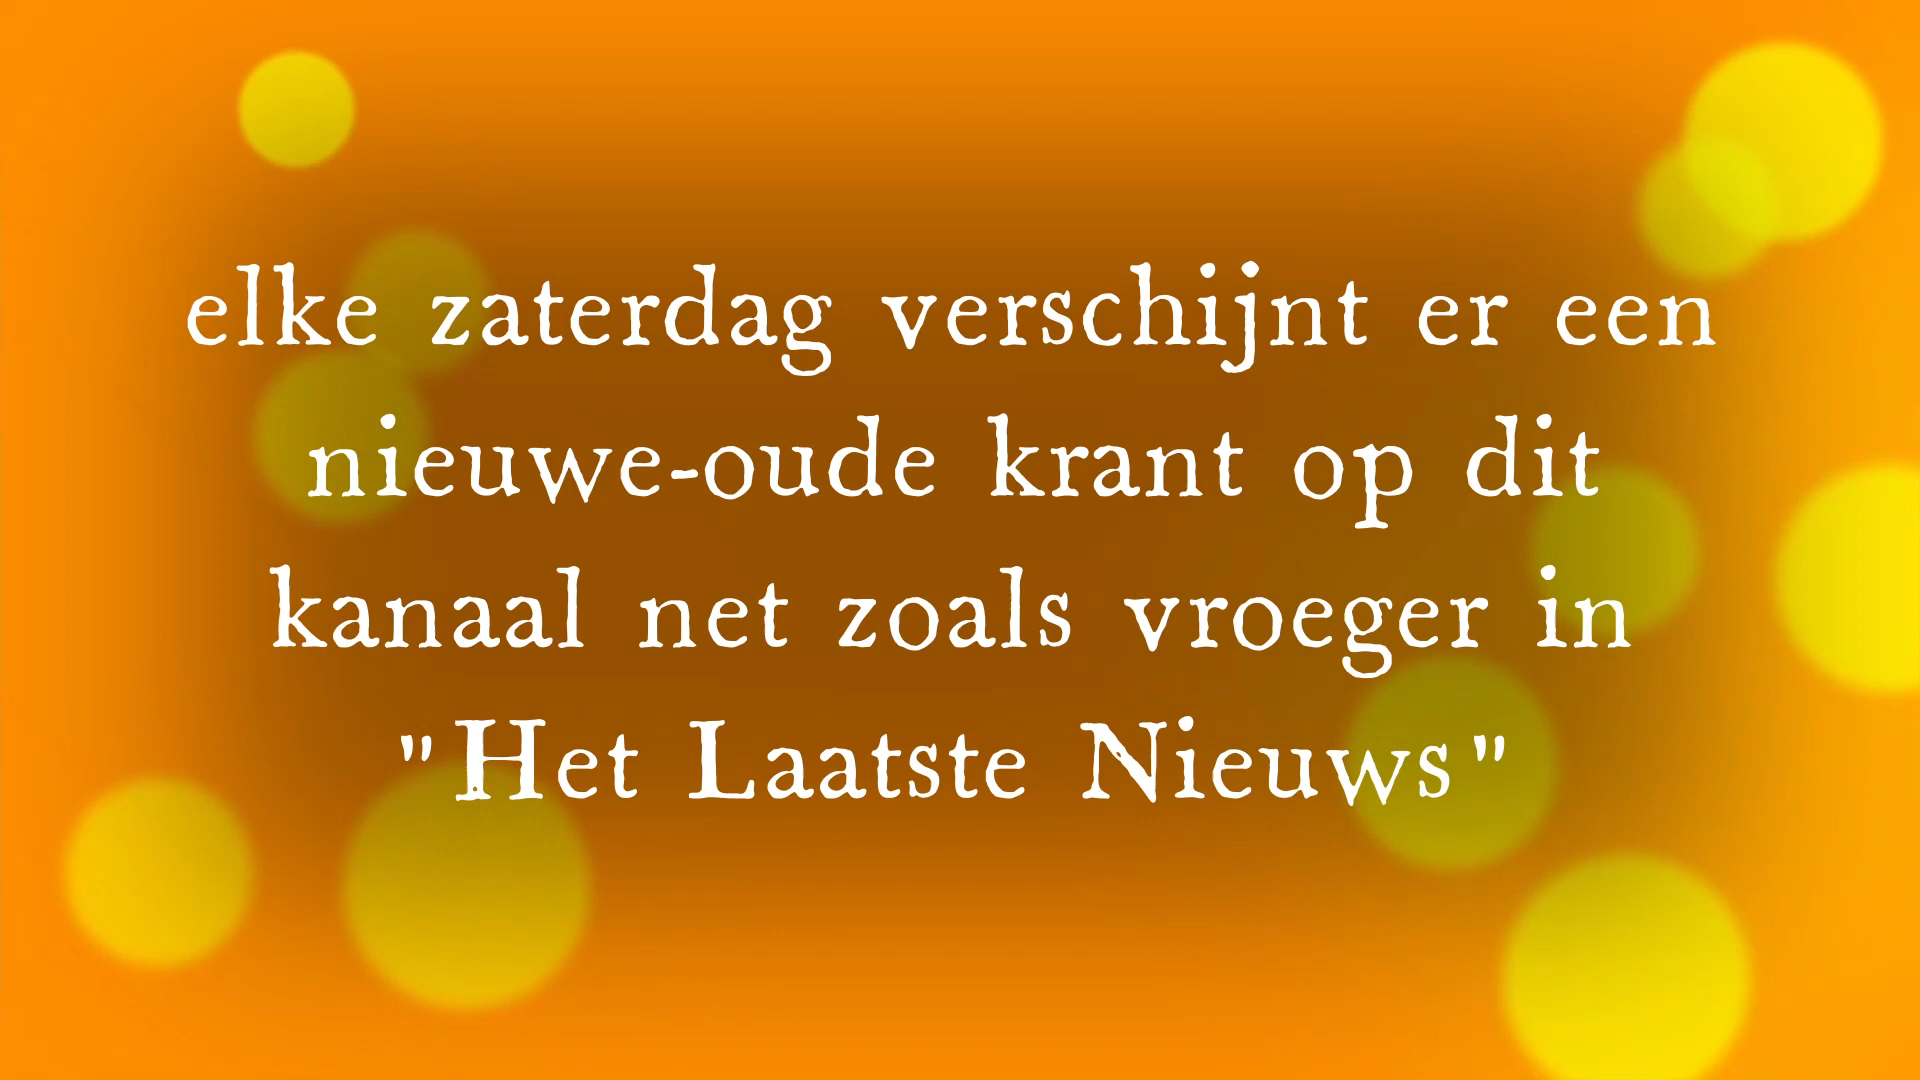 elke zaterdag verschijnt er een
nieuwe-oude krant op dit
kanaal net zoals vroeger in
"Het Laatste Nieuws"